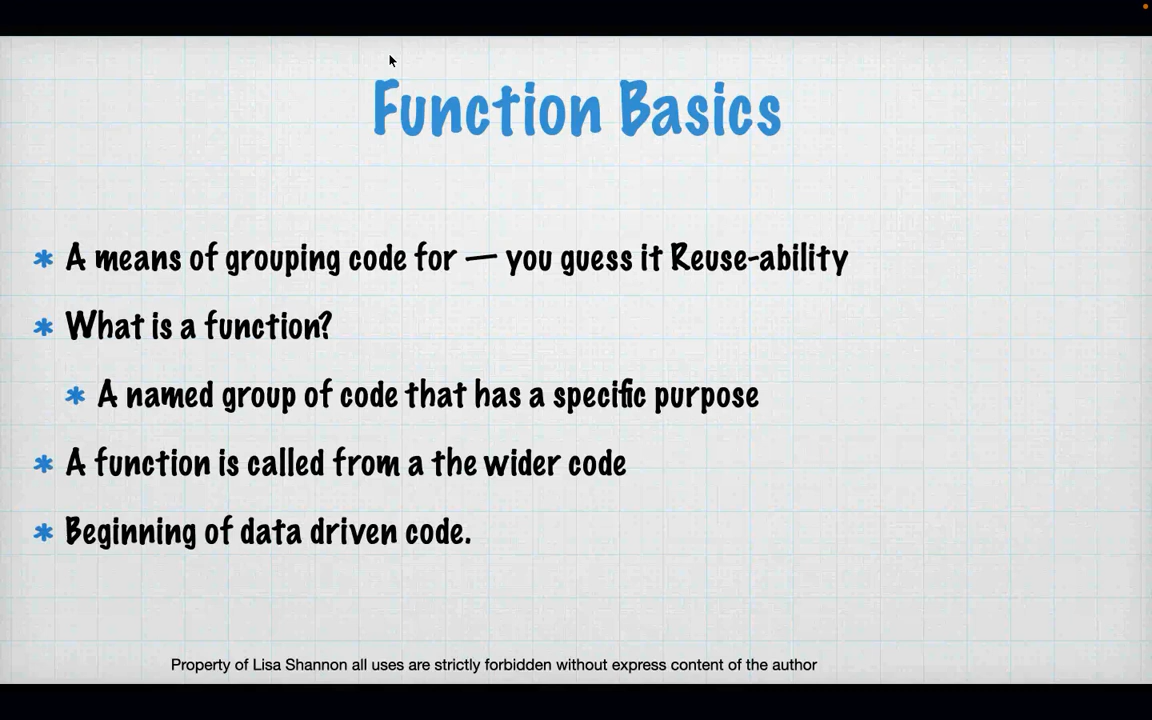 Function Basics
* A means of grouping code for — you guess it Reuse-ability
* What is a function?
* A named group of code that has a specific purpose
* A function is called from a the wider code
* Beginning of data driven code.
Property of Lisa Shannon all uses are strictly forbidden without express content of the author